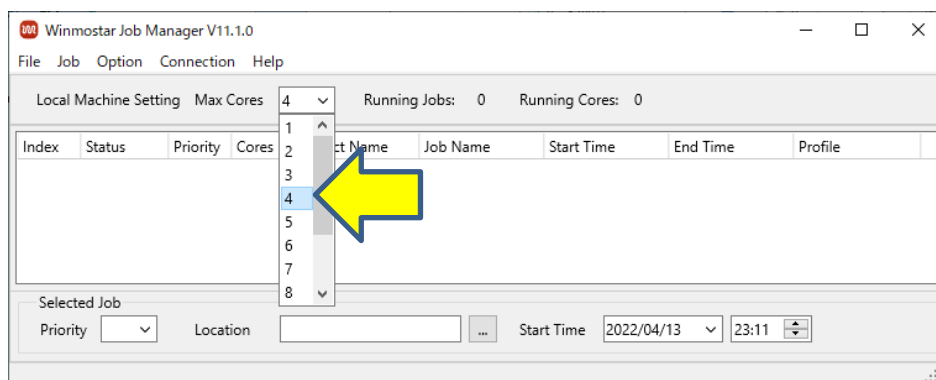 Winmostar Job Manager V11.1.0
File Job Option Connection Help
Local Machine Setting Max Cores 4 Running Jobs: 0 Running Cores: 0
Index Status Priority Cores ct Name Job Name Start Time End Time Profile
1
2
3
4
5
6
7
8
Selected Job
Priority Location ... Start Time 2022/04/13 23:11